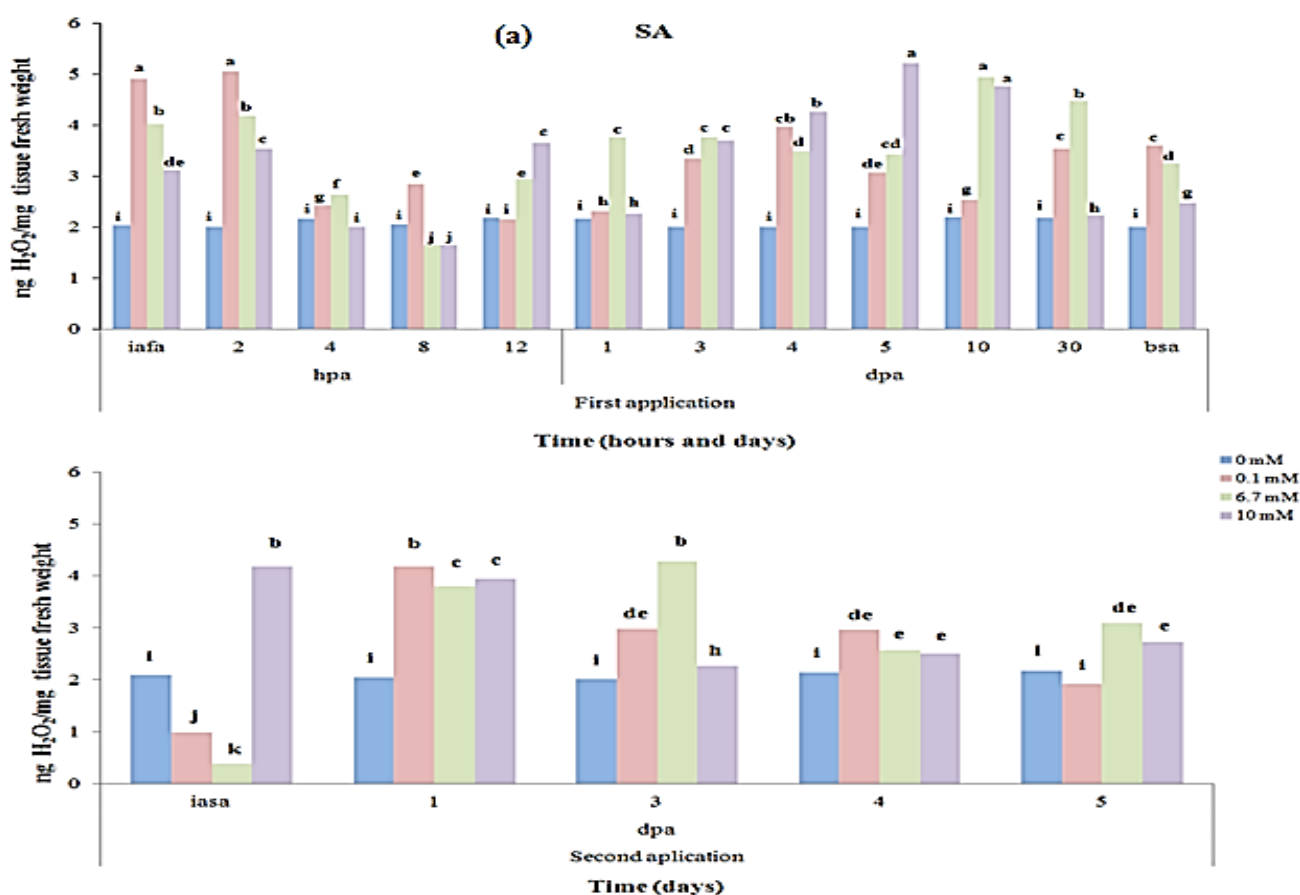 (a) SA
ng H₂O₂/mg tissue fresh weight
6
5
4
3
2
1
0
i a b de
i a b c
i g f i
i e j j
i i e c
i h c h
i d c c
i cb d b
i de cd a
i g a a
i c b h
i c d g
iafa 2 4 8 12 1 3 4 5 10 30 bsa
hpa dpa
First application
Time (hours and days)
ng H₂O₂/mg tissue fresh weight
6
5
4
3
2
1
0
i j k b
i b c c
i de b h
i de e e
i i de e
0 mM
0.1 mM
6.7 mM
10 mM
iasa 1 3 4 5
dpa
Second aplication
Time (days)